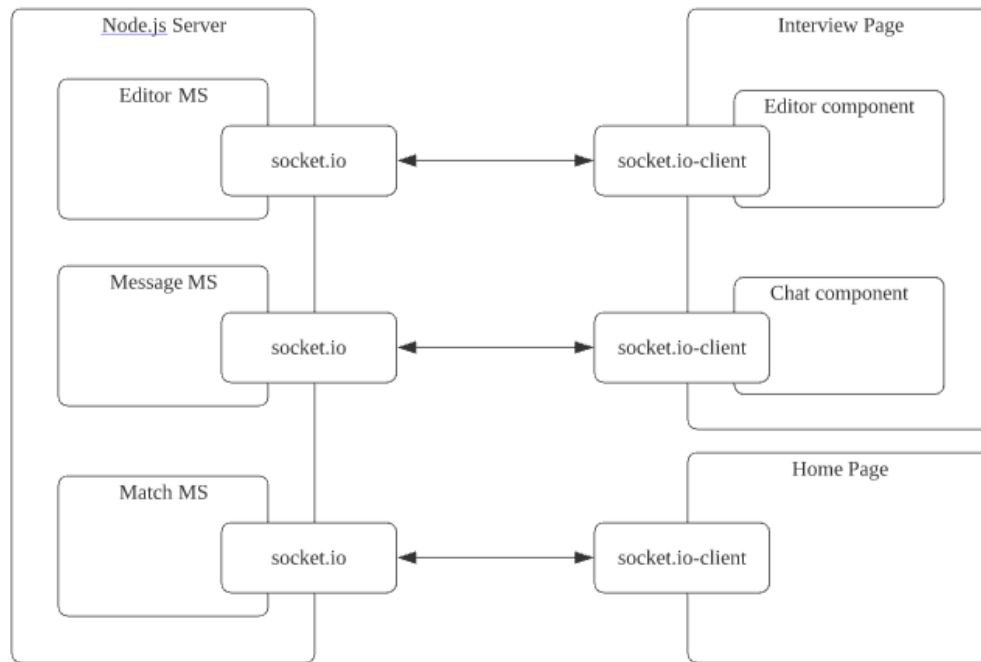 Node.js Server
Interview Page
Editor MS
Editor component
socket.io
socket.io-client
Message MS
Chat component
socket.io
socket.io-client
Home Page
Match MS
socket.io
socket.io-client